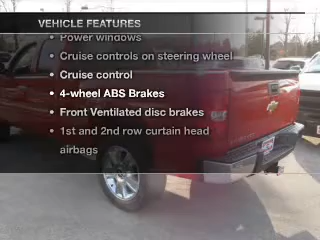 VEHICLE FEATURES
• Power windows
• Cruise controls on steering wheel
• Cruise control
• 4-wheel ABS Brakes
• Front Ventilated disc brakes
• 1st and 2nd row curtain head
airbags